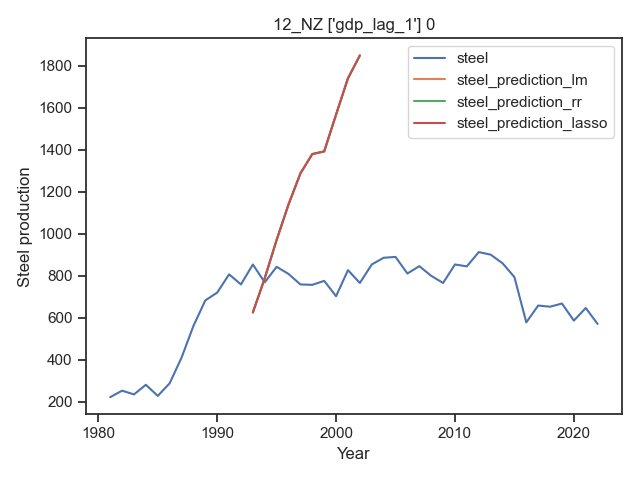 12_NZ ['gdp_lag_1'] 0
steel
steel_prediction_lm
steel_prediction_rr
steel_prediction_lasso
Steel production
1800
1600
1400
1200
1000
800
600
400
200
1980 1990 2000 2010 2020
Year